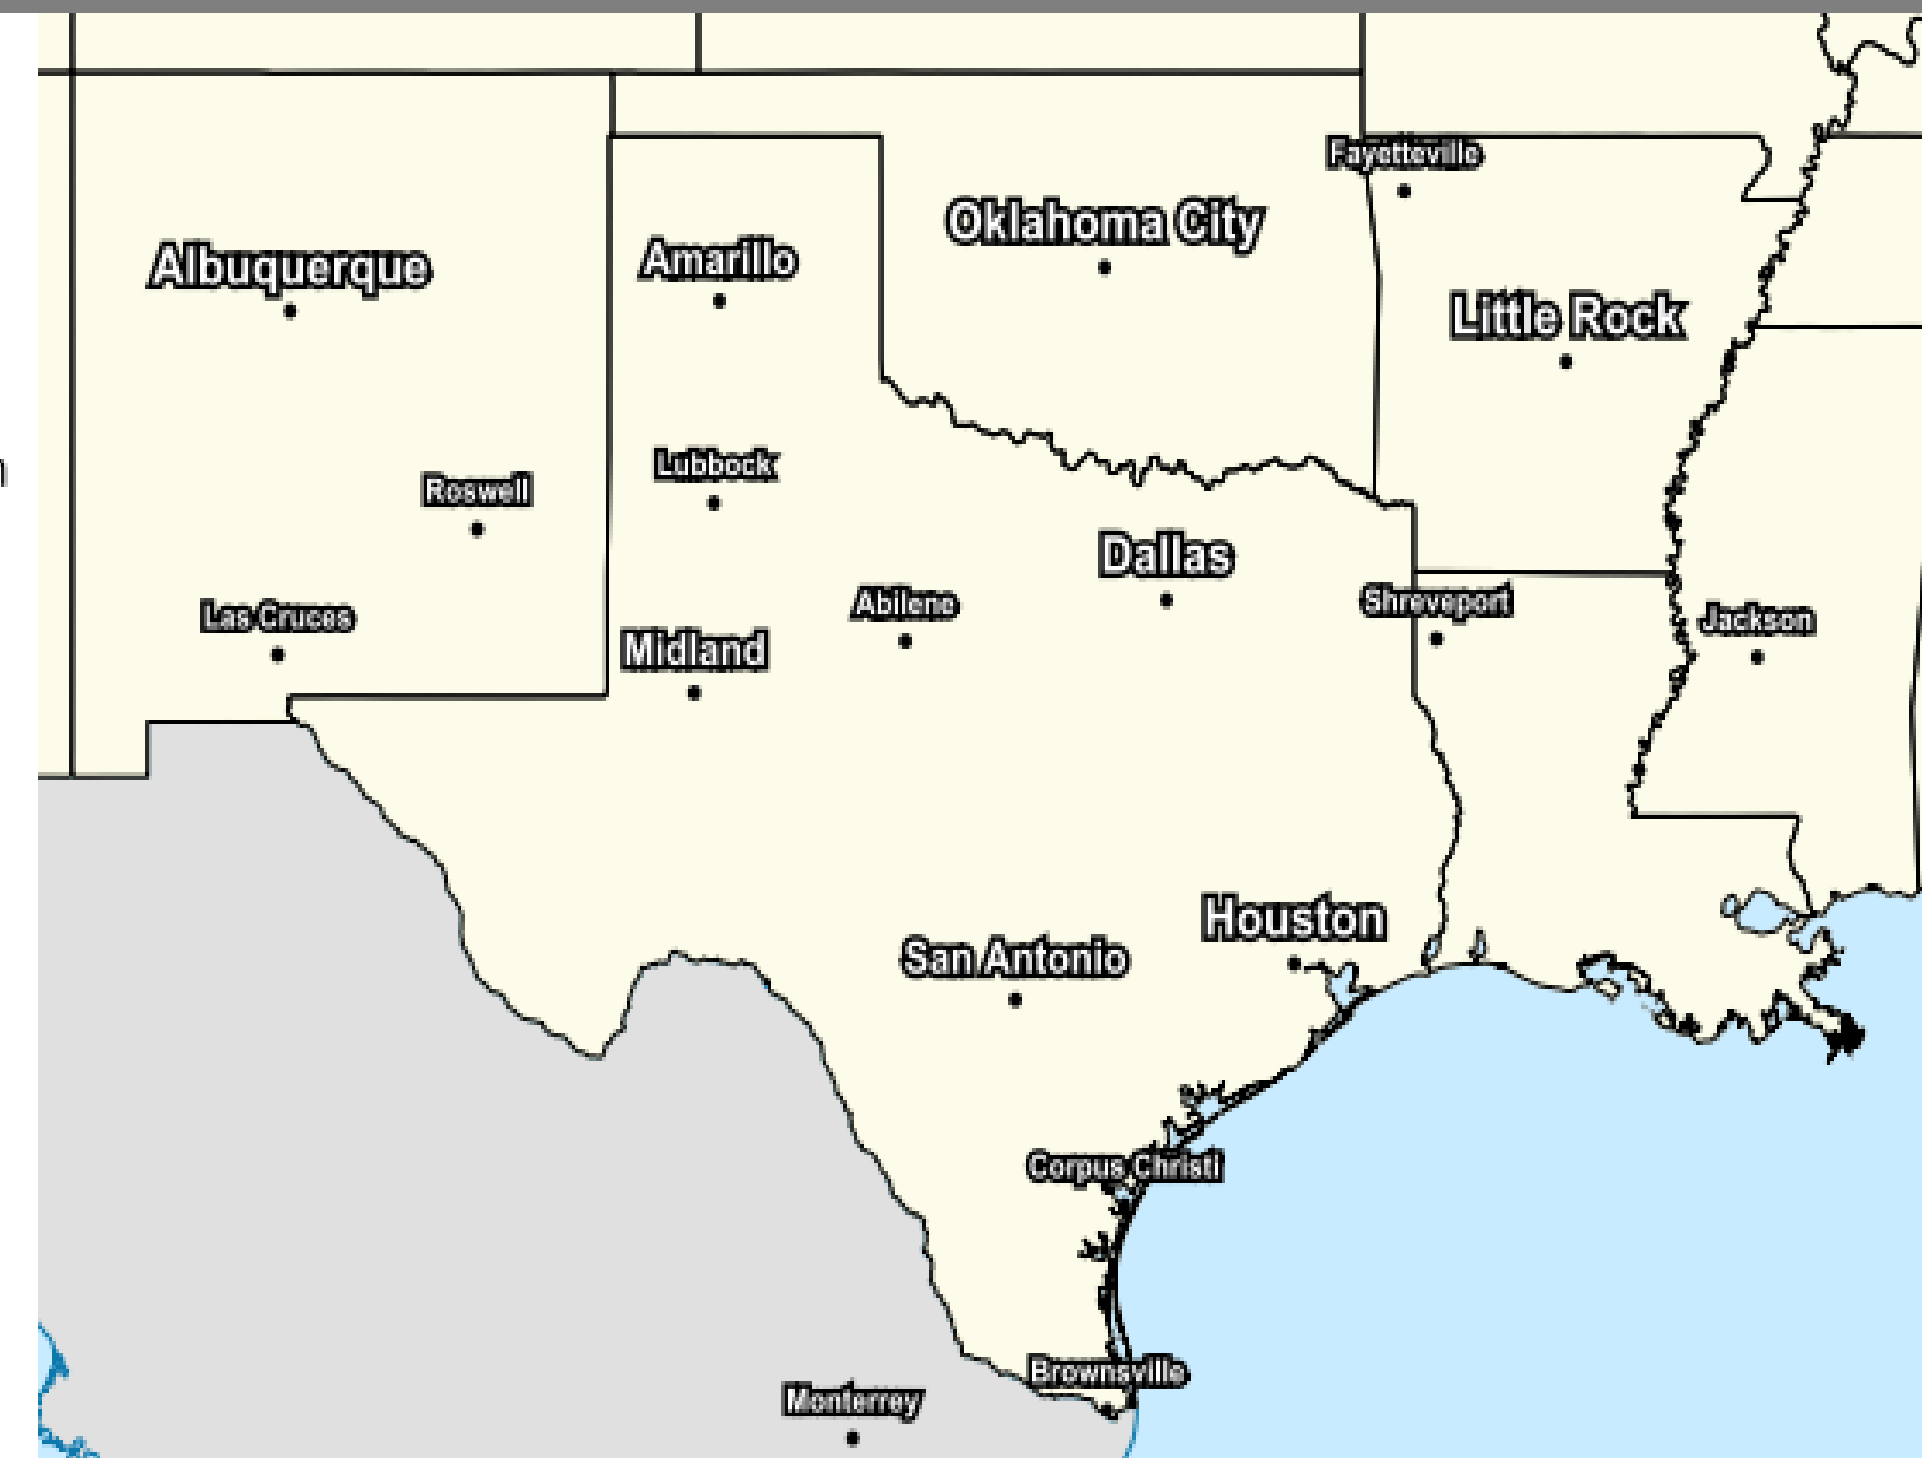 Fayetteville
Oklahoma City
Albuquerque
Amarillo
Little Rock
Lubbock
Roswell
Dallas
Abilene
Shreveport
Las Cruces
Jackson
Midland
Houston
San Antonio
Corpus Christi
Brownsville
Monterrey